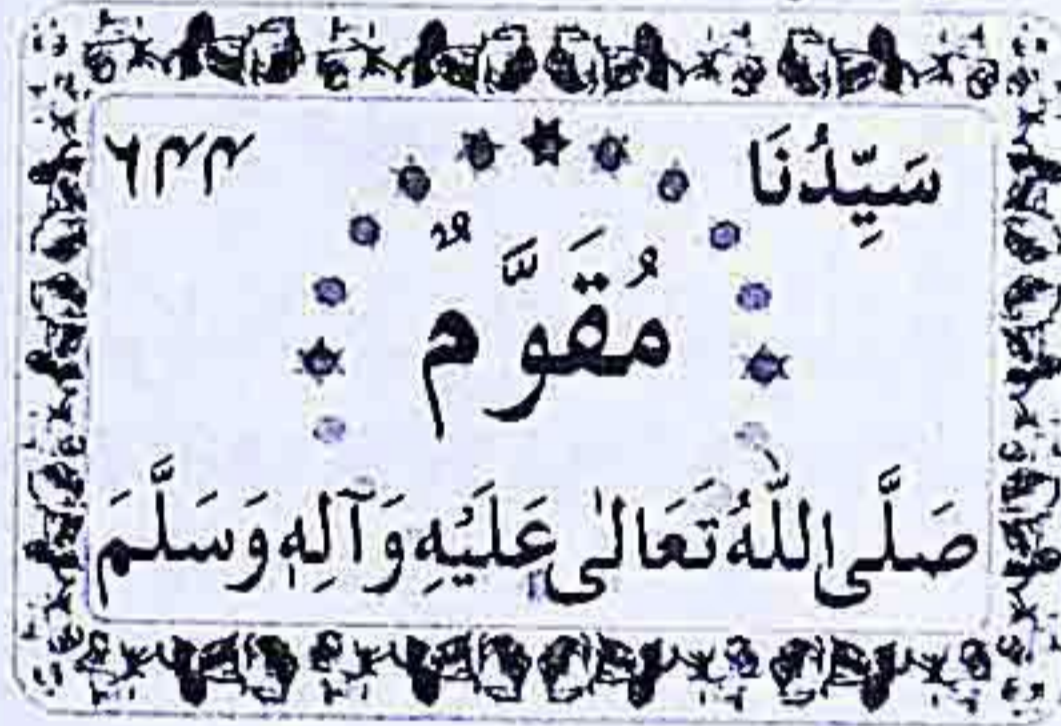 سَيِّدُنَا ۶۴۴
مُقَوَّمٌ
صَلَّی اللّٰهُ تَعَالٰی عَلَیْهِ وَآلِهٖ وَسَلَّمَ